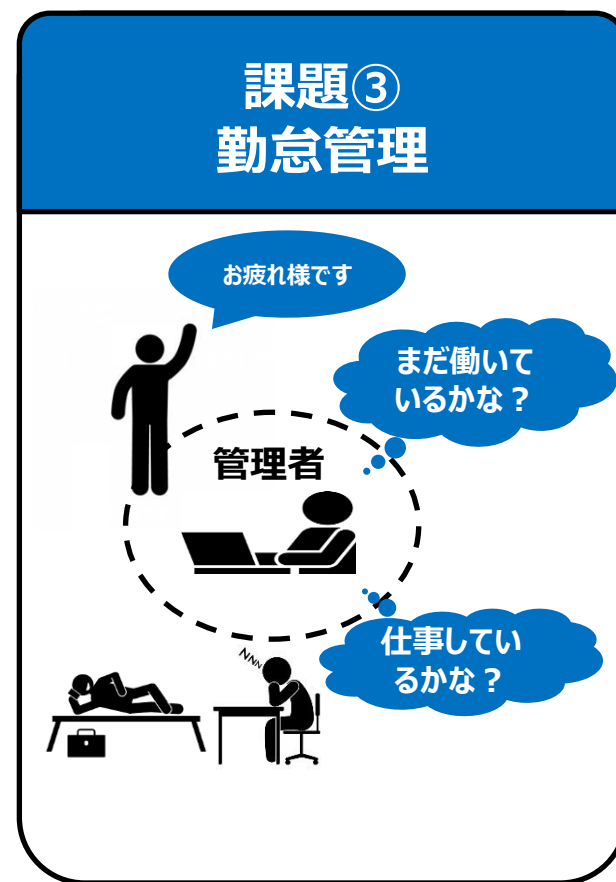 課題③
勤怠管理
お疲れ様です
まだ働いて
いるかな？
管理者
仕事してい
るかな？
NNN